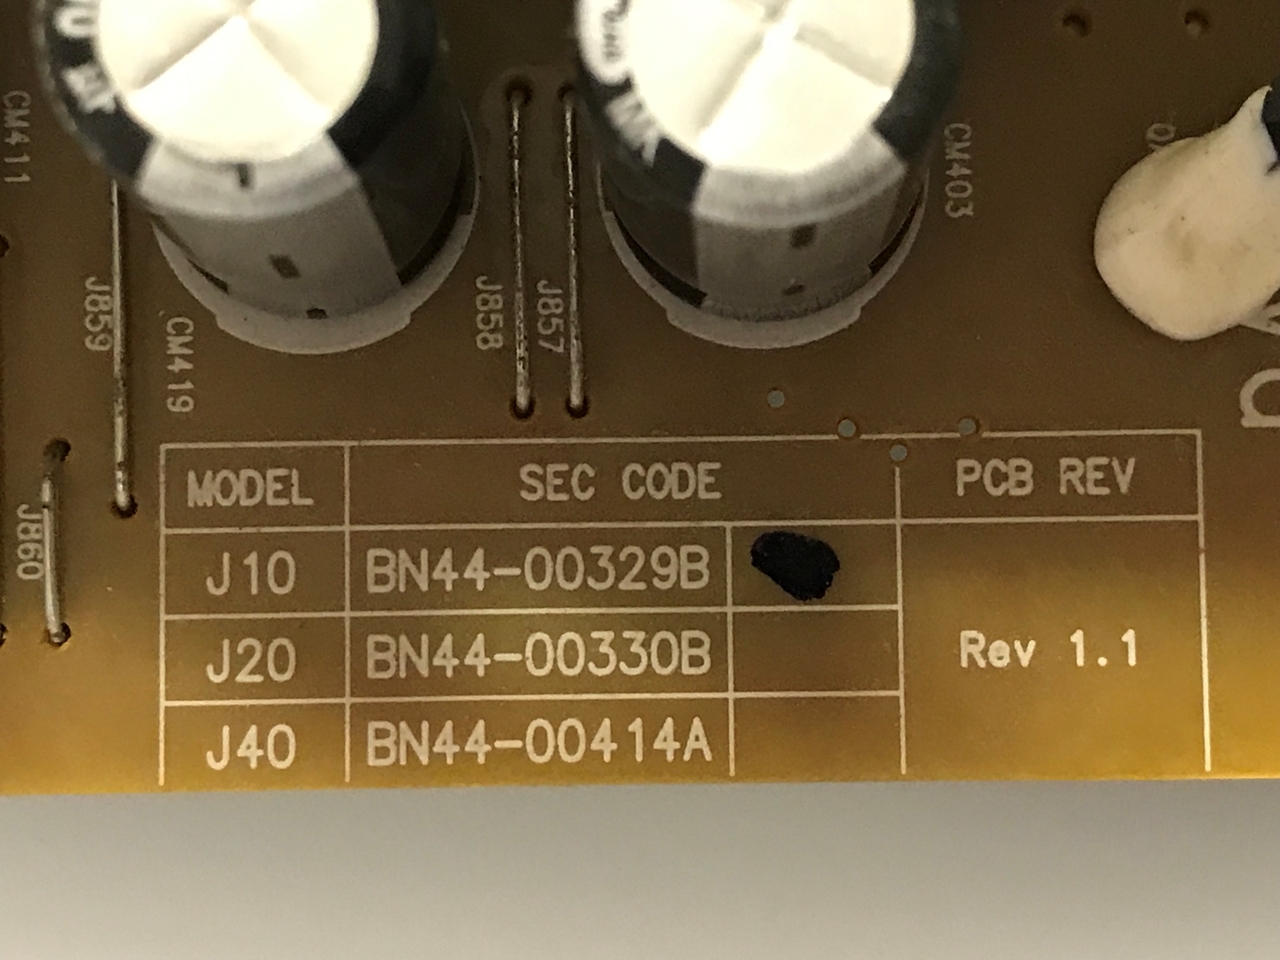 CM411
CM403
J859
CM419
J858
J857
J860
MODEL SEC CODE PCB REV
J10 BN44-00329B
J20 BN44-00330B Rev 1.1
J40 BN44-00414A